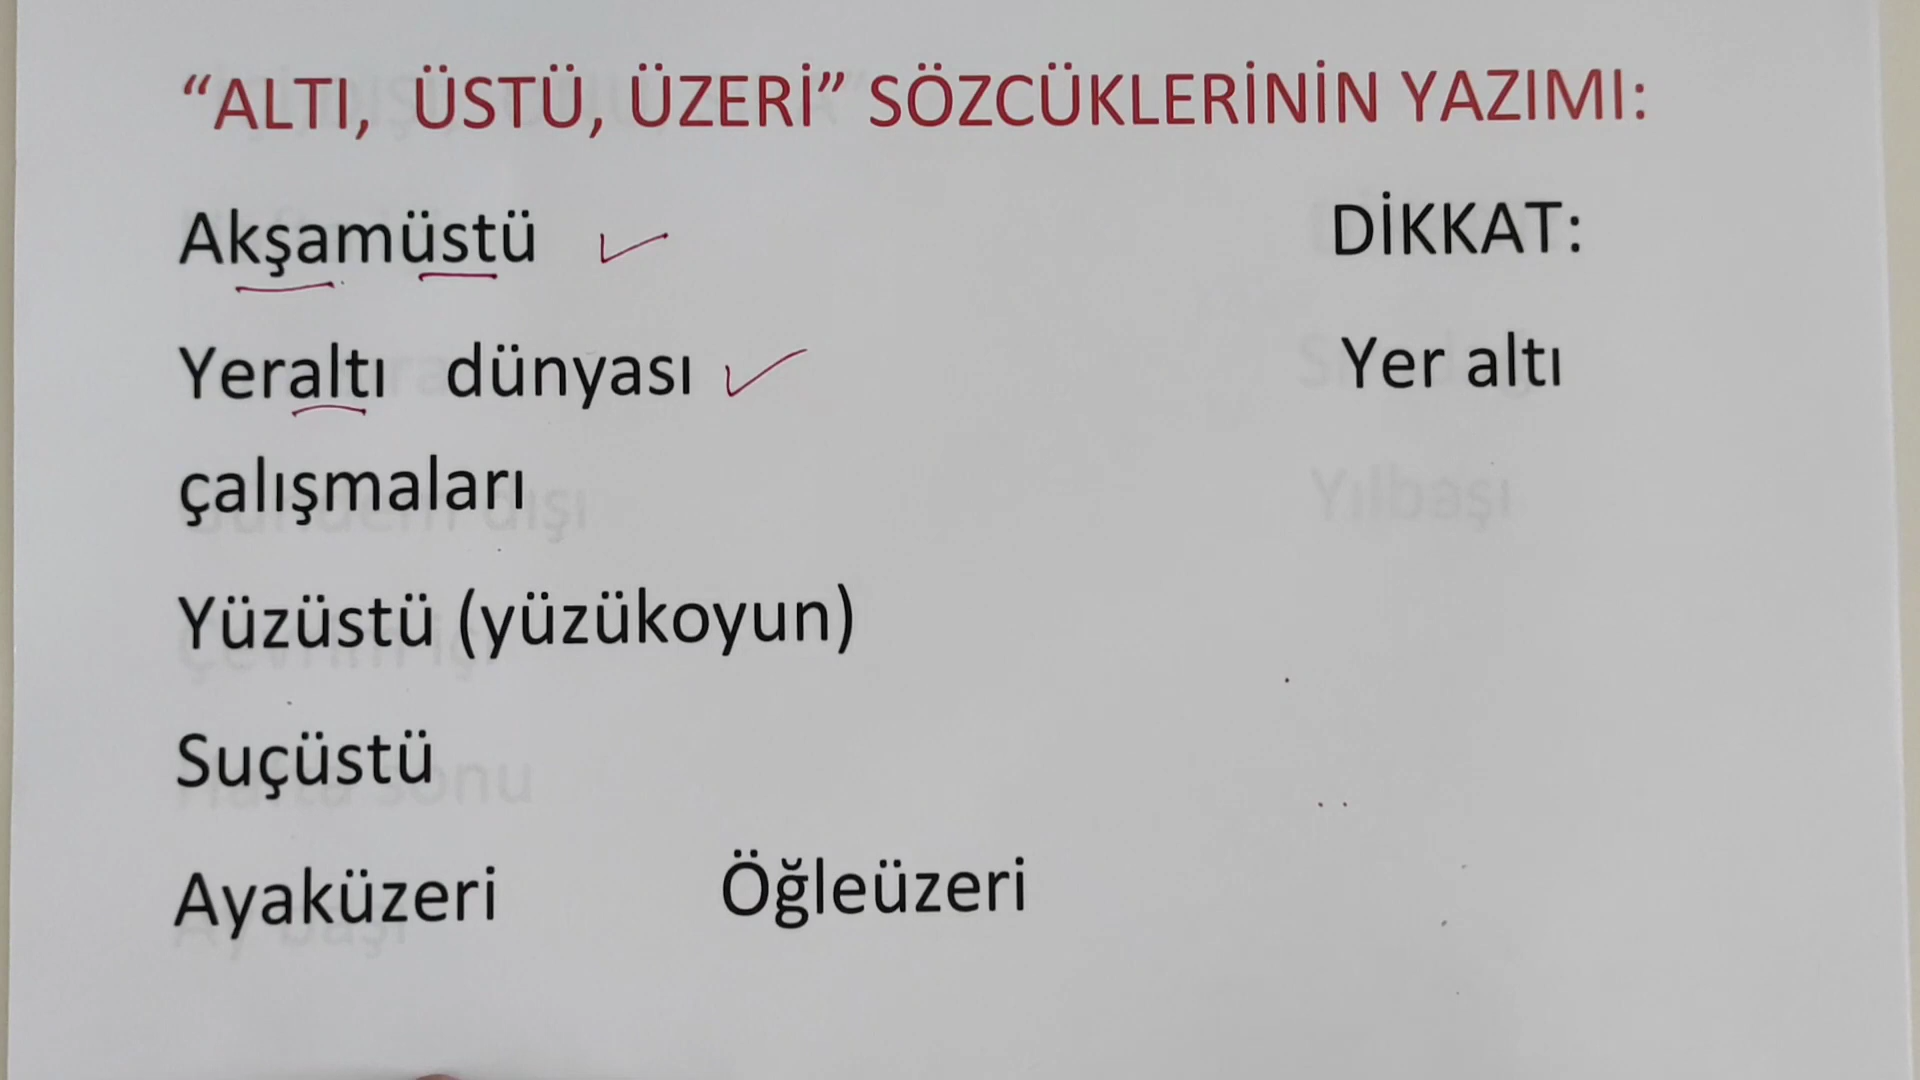 “ALTI, ÜSTÜ, ÜZERİ” SÖZCÜKLERİNİN YAZIMI:
Akşamüstü
DİKKAT:
Yeraltı dünyası
Yer altı
çalışmaları
Yılbaşı
Yüzüstü (yüzükoyun)
Suçüstü
Ayaküzeri Öğleüzeri